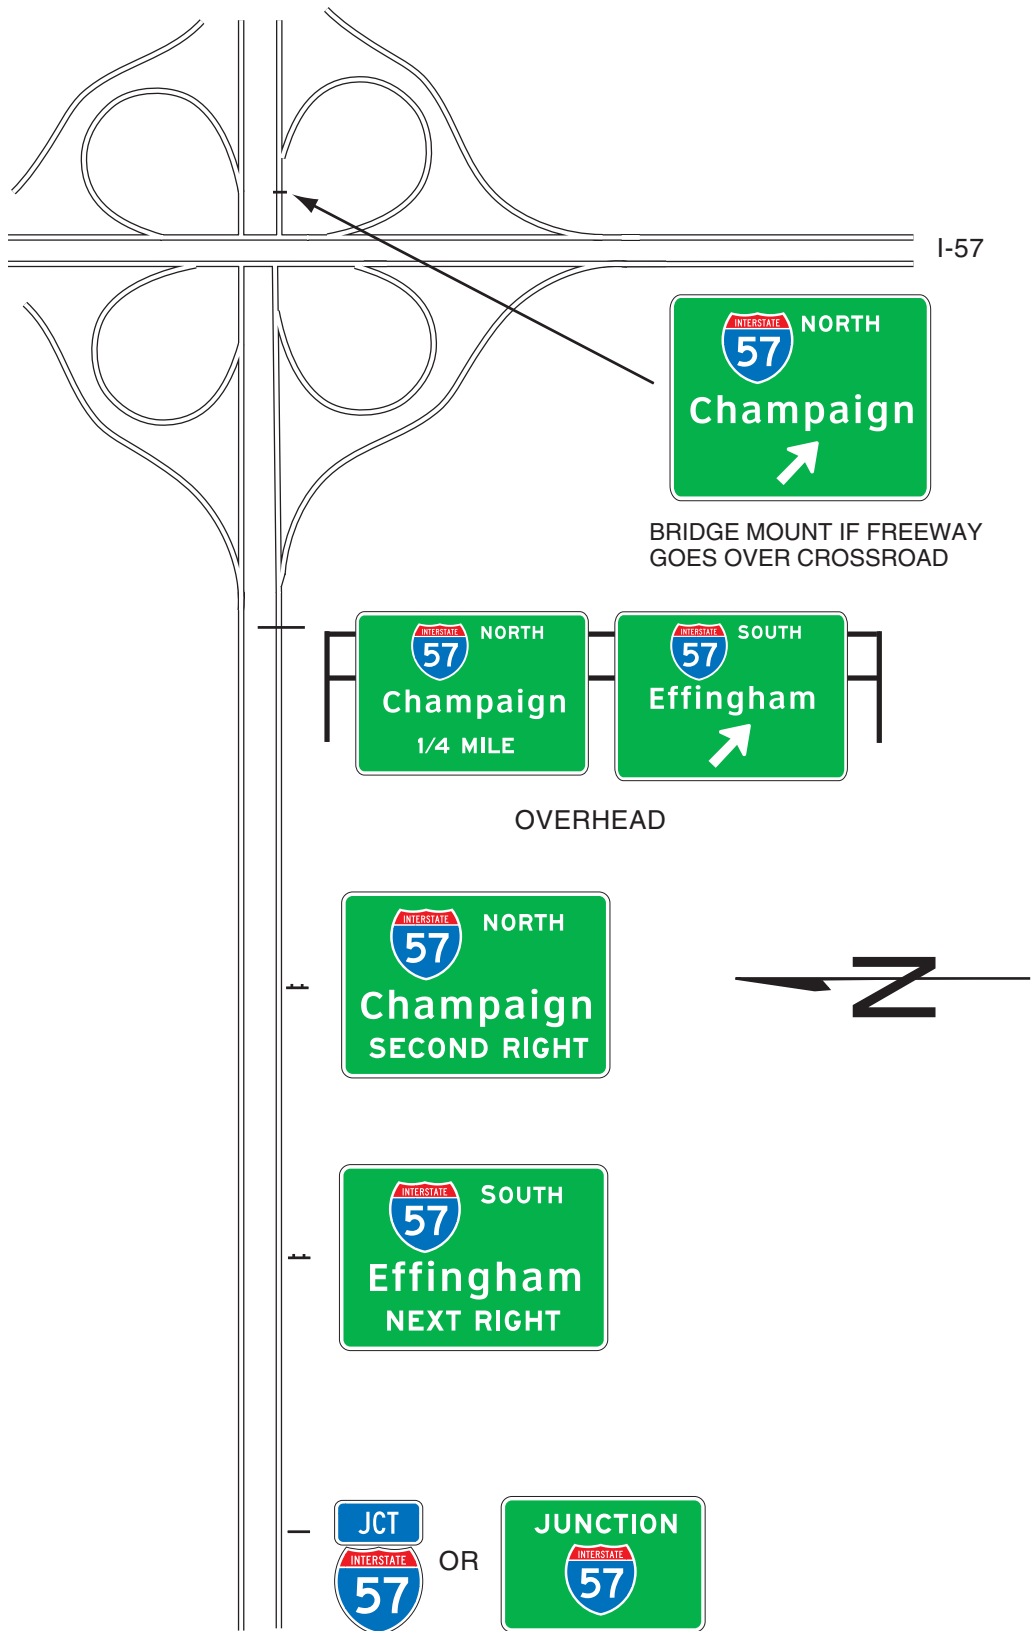 I-57
INTERSTATE
57
NORTH
Champaign
BRIDGE MOUNT IF FREEWAY
GOES OVER CROSSROAD
INTERSTATE
57
NORTH
Champaign
1/4 MILE
INTERSTATE
57
SOUTH
Effingham
OVERHEAD
INTERSTATE
57
NORTH
Champaign
SECOND RIGHT
N
INTERSTATE
57
SOUTH
Effingham
NEXT RIGHT
JCT
INTERSTATE
57
OR
JUNCTION
INTERSTATE
57